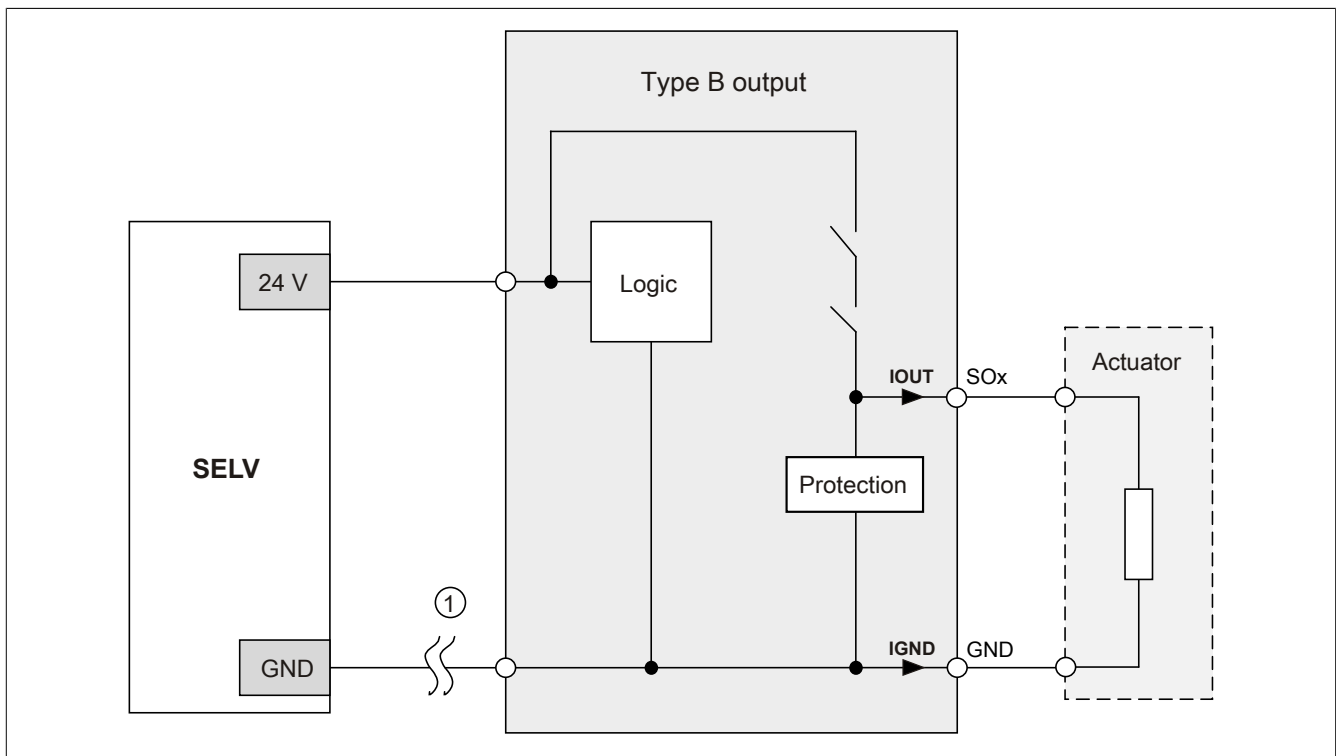 Type B output
24 V
Logic
SELV
IOUT
SOx
Actuator
Protection
①
GND
IGND
GND